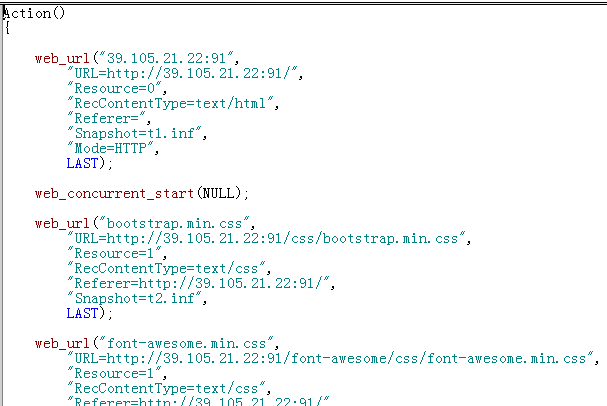 Action()
{
web_url("39.105.21.22:91",
"URL=http://39.105.21.22:91/",
"Resource=0",
"RecContentType=text/html",
"Referer=",
"Snapshot=t1.inf",
"Mode=HTTP",
LAST);
web_concurrent_start(NULL);
web_url("bootstrap.min.css",
"URL=http://39.105.21.22:91/css/bootstrap.min.css",
"Resource=1",
"RecContentType=text/css",
"Referer=http://39.105.21.22:91/",
"Snapshot=t2.inf",
LAST);
web_url("font-awesome.min.css",
"URL=http://39.105.21.22:91/font-awesome/css/font-awesome.min.css",
"Resource=1",
"RecContentType=text/css",
"Referer=http://39.105.21.22:91/"